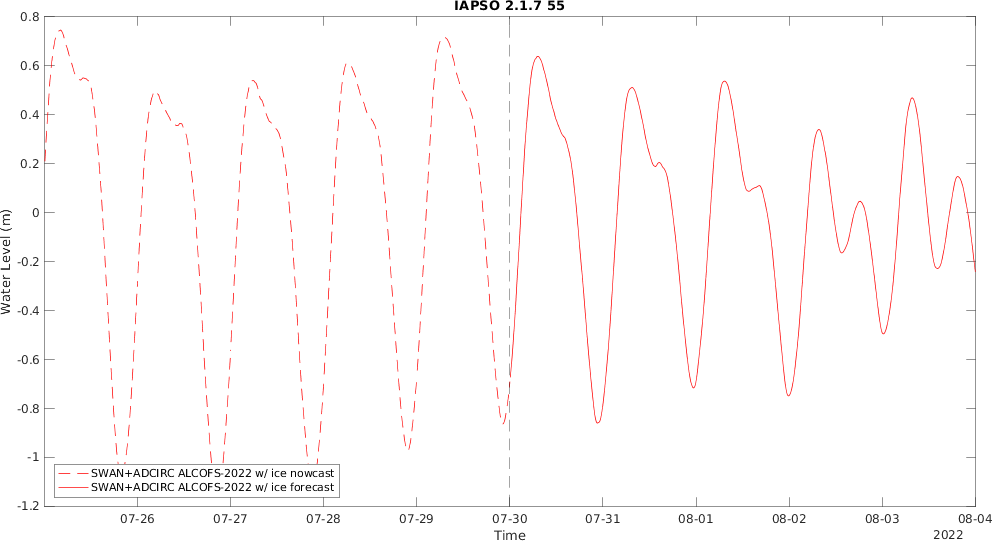 IAPSO 2.1.7 55
0.8
0.6
0.4
0.2
0
-0.2
-0.4
-0.6
-0.8
-1
-1.2
Water Level (m)
SWAN+ADCIRC ALCOFS-2022 w/ ice nowcast
SWAN+ADCIRC ALCOFS-2022 w/ ice forecast
07-26 07-27 07-28 07-29 07-30 07-31 08-01 08-02 08-03 08-04
Time
2022